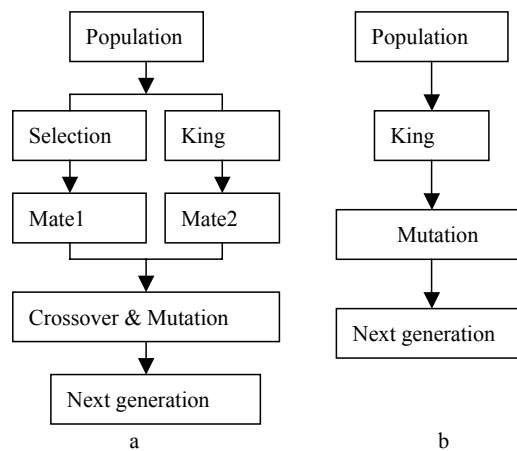 Population
Selection
King
Mate1
Mate2
Crossover & Mutation
Next generation
a
Population
King
Mutation
Next generation
b